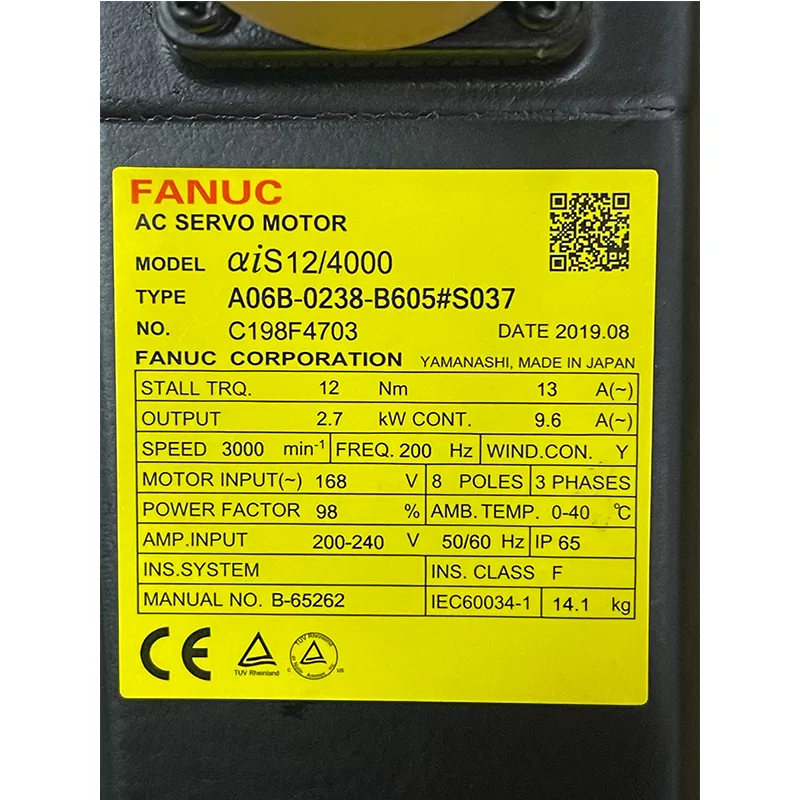 FANUC
AC SERVO MOTOR
MODEL αiS12/4000
TYPE A06B-0238-B605#S037
NO. C198F4703 DATE 2019.08
FANUC CORPORATION YAMANASHI, MADE IN JAPAN
STALL TRQ. 12 Nm 13 A(~)
OUTPUT 2.7 kW CONT. 9.6 A(~)
SPEED 3000 min-1 FREQ. 200 Hz WIND.CON. Y
MOTOR INPUT(~) 168 V 8 POLES 3 PHASES
POWER FACTOR 98 % AMB.TEMP. 0-40 ℃
AMP.INPUT 200-240 V 50/60 Hz IP 65
INS.SYSTEM INS. CLASS F
MANUAL NO. B-65262 IEC60034-1 14.1 kg
CE
TÜV Rheinland
TUV Rheinland
C US